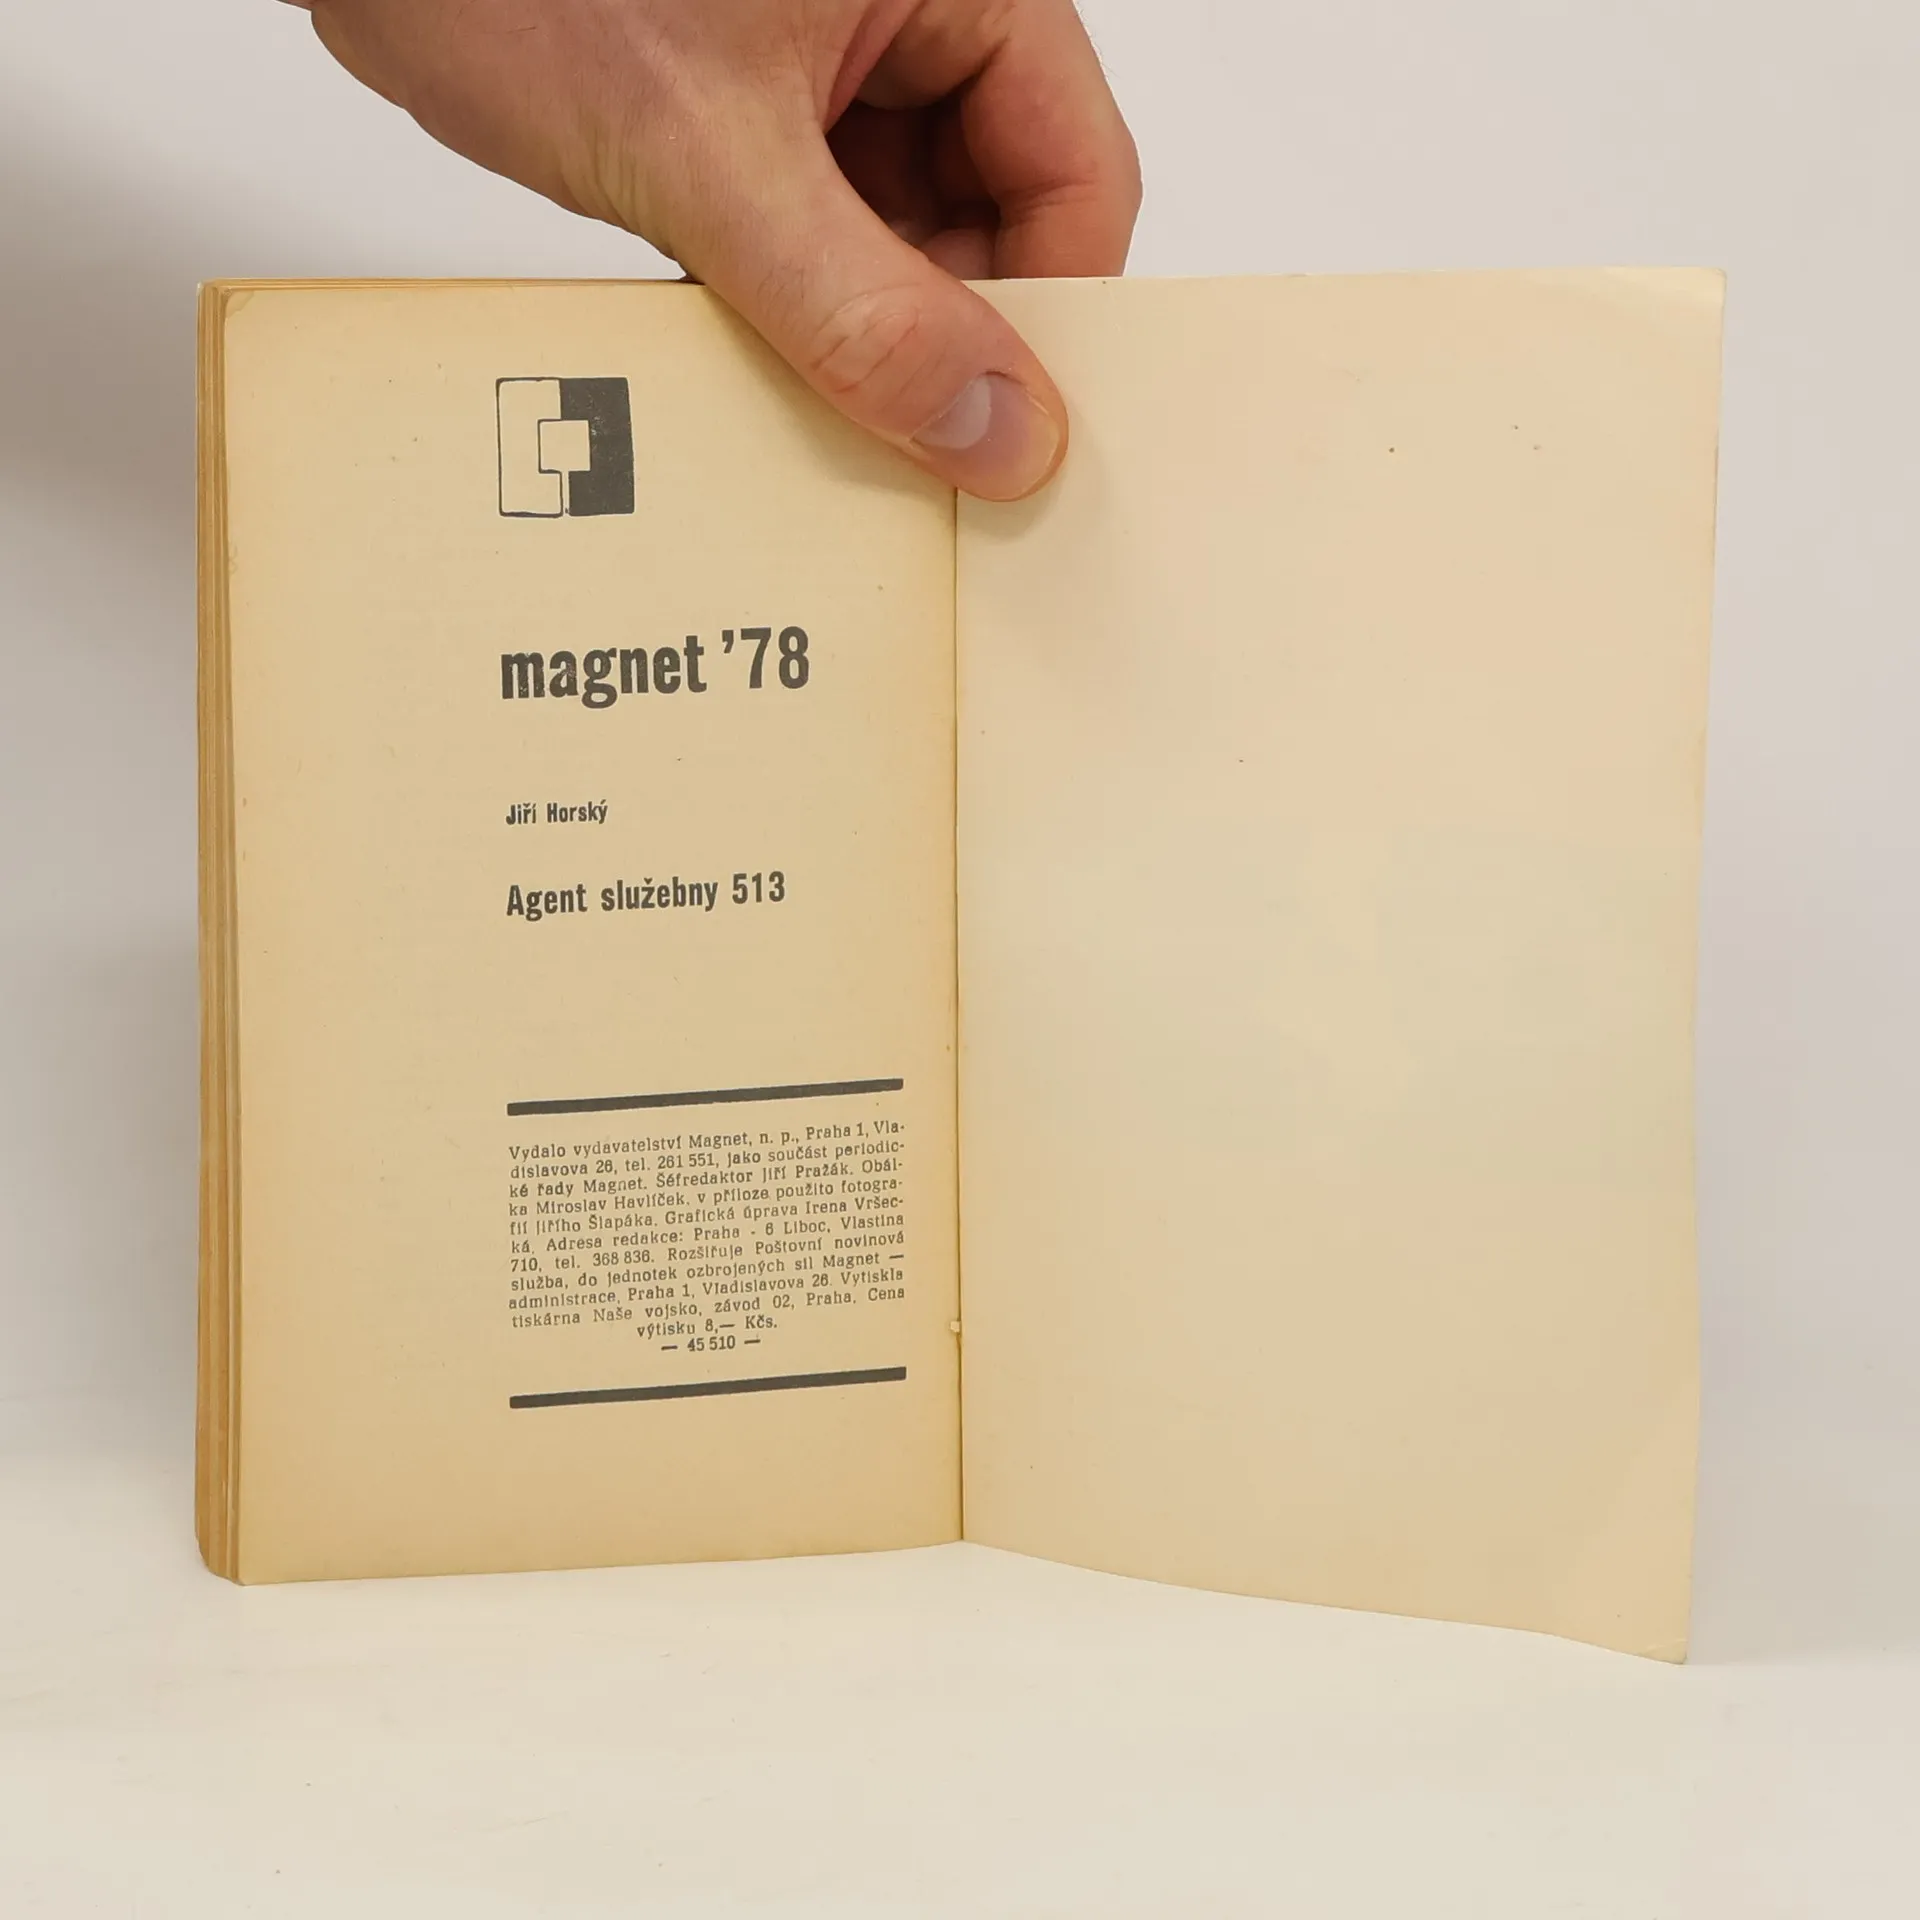 magnet ’78
Jiří Horský
Agent služebny 513
Vydalo vydavatelství Magnet, n. p., Praha 1, Vla-
dislavova 26, tel. 261 551, jako součást periodic-
ké řady Magnet. Šéfredaktor Jiří Pražák. Obál-
ka Miroslav Havlíček, v příloze použito fotogra-
fií Jiřího Šlapáka. Grafická úprava Irena Vršec-
ká. Adresa redakce: Praha - 6 Liboc, Vlastina
710, tel. 368 836. Rozšiřuje Poštovní novinová
služba, do jednotek ozbrojených sil Magnet —
administrace, Praha 1, Vladislavova 26. Vytiskla
tiskárna Naše vojsko, závod 02, Praha. Cena
výtisku 8,— Kčs.
— 45 510 —